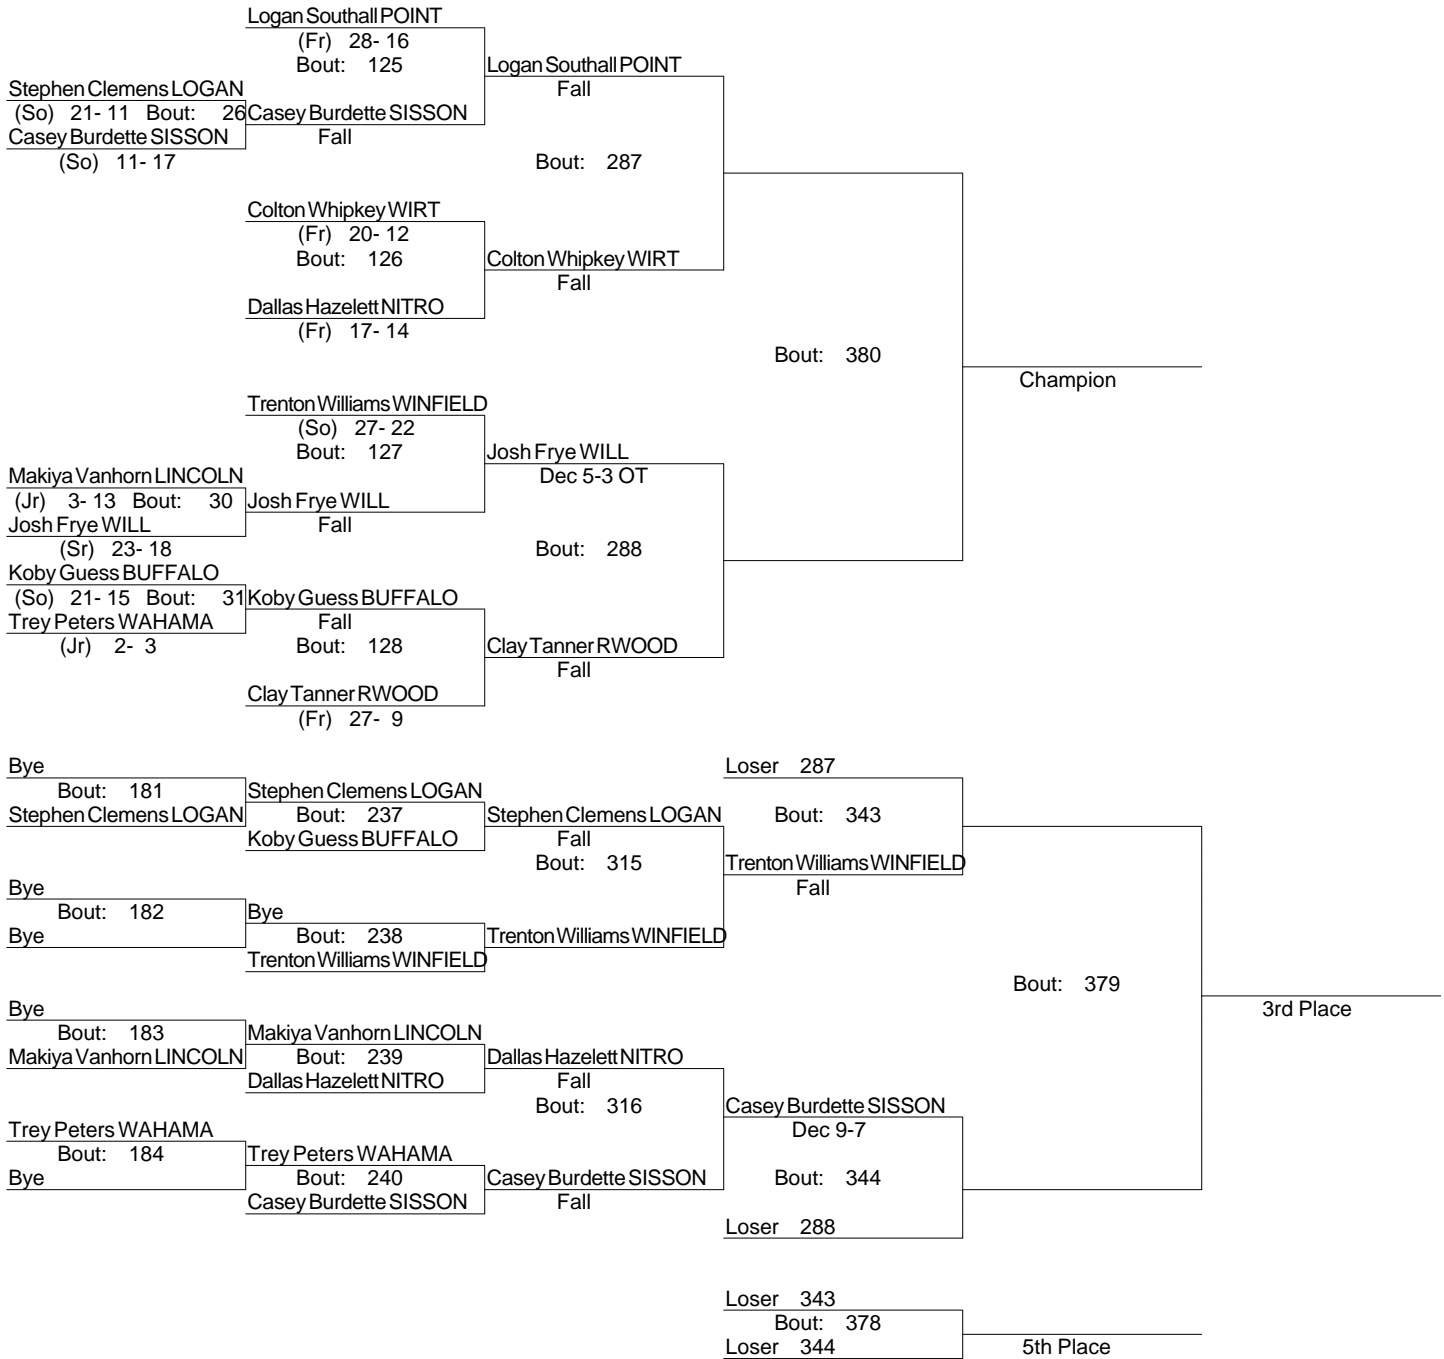 Logan Southall POINT
(Fr) 28- 16
Bout: 125
Logan Southall POINT
Fall
Stephen Clemens LOGAN
(So) 21- 11 Bout: 26
Casey Burdette SISSON
Casey Burdette SISSON
Fall
(So) 11- 17
Bout: 287
Colton Whipkey WIRT
(Fr) 20- 12
Bout: 126
Colton Whipkey WIRT
Fall
Dallas Hazelett NITRO
(Fr) 17- 14
Bout: 380
Champion
Trenton Williams WINFIELD
(So) 27- 22
Bout: 127
Josh Frye WILL
Dec 5-3 OT
Makiya Vanhorn LINCOLN
(Jr) 3- 13 Bout: 30
Josh Frye WILL
Josh Frye WILL
Fall
(Sr) 23- 18
Bout: 288
Koby Guess BUFFALO
(So) 21- 15 Bout: 31
Koby Guess BUFFALO
Trey Peters WAHAMA
Fall
(Jr) 2- 3
Bout: 128
Clay Tanner RWOOD
Fall
Clay Tanner RWOOD
(Fr) 27- 9
Bye
Bout: 181
Stephen Clemens LOGAN
Stephen Clemens LOGAN
Bout: 237
Koby Guess BUFFALO
Stephen Clemens LOGAN
Fall
Bout: 315
Loser 287
Bout: 343
Trenton Williams WINFIELD
Fall
Bye
Bout: 182
Bye
Bye
Bout: 238
Trenton Williams WINFIELD
Trenton Williams WINFIELD
Bout: 379
3rd Place
Bye
Bout: 183
Makiya Vanhorn LINCOLN
Makiya Vanhorn LINCOLN
Bout: 239
Dallas Hazelett NITRO
Dallas Hazelett NITRO
Fall
Bout: 316
Casey Burdette SISSON
Dec 9-7
Trey Peters WAHAMA
Bout: 184
Bye
Trey Peters WAHAMA
Bout: 240
Casey Burdette SISSON
Casey Burdette SISSON
Fall
Bout: 344
Loser 288
Loser 343
Bout: 378
Loser 344
5th Place